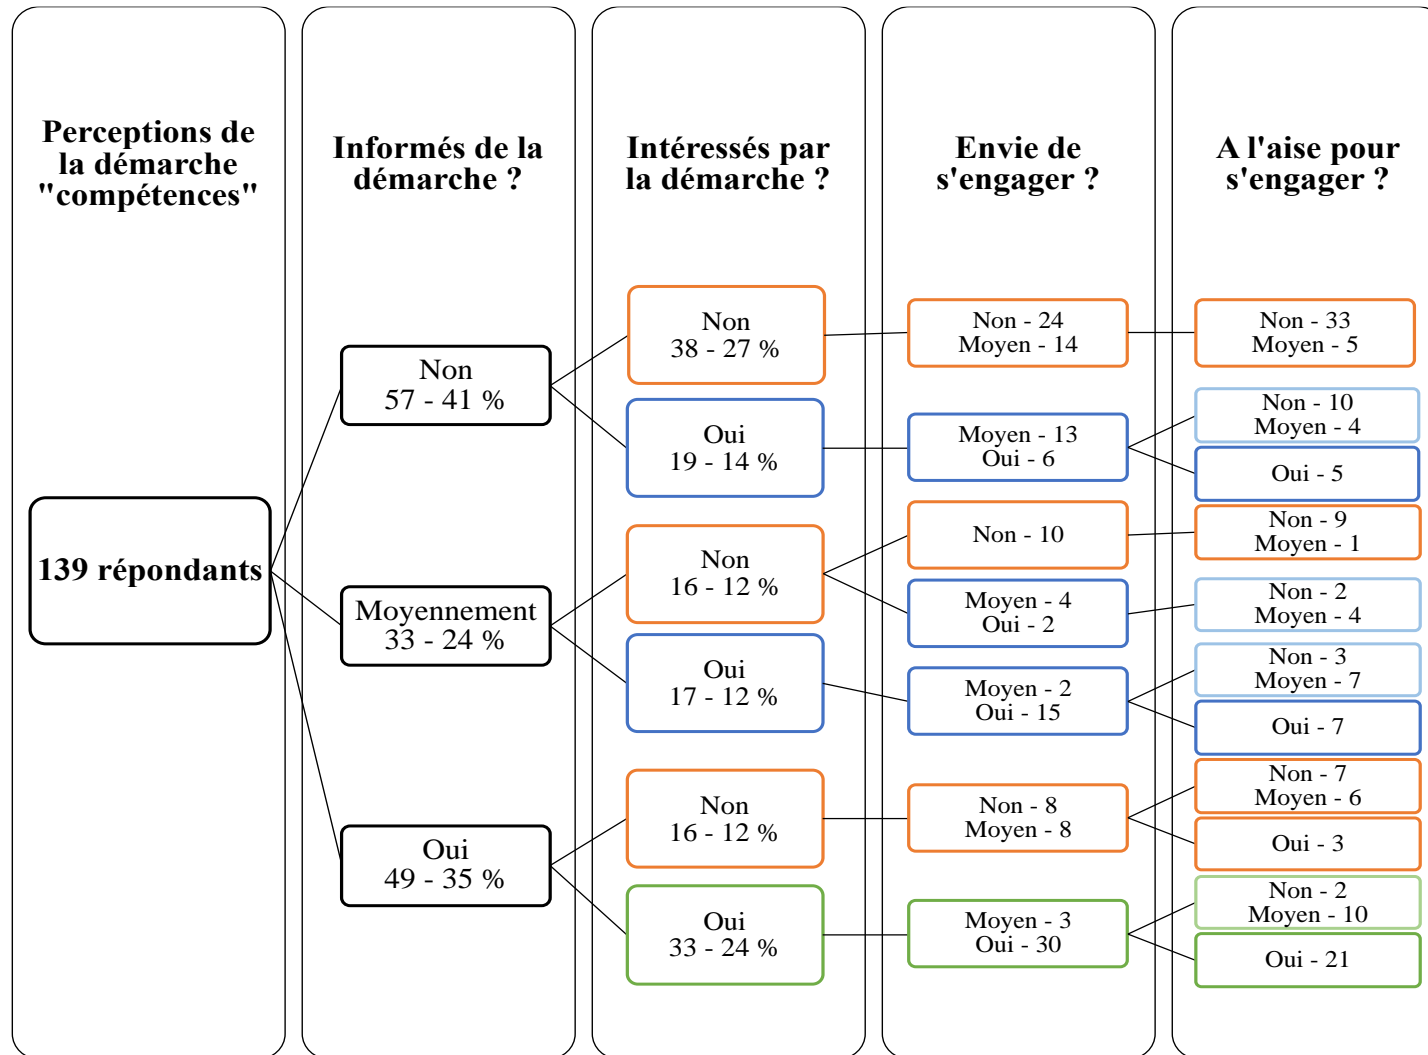 Perceptions de
la démarche
"compétences"
139 répondants
Informés de la
démarche ?
Non
57 - 41 %
Moyennement
33 - 24 %
Oui
49 - 35 %
Intéressés par
la démarche ?
Non
38 - 27 %
Oui
19 - 14 %
Non
16 - 12 %
Oui
17 - 12 %
Non
16 - 12 %
Oui
33 - 24 %
Envie de
s'engager ?
Non - 24
Moyen - 14
Moyen - 13
Oui - 6
Non - 10
Moyen - 4
Oui - 2
Moyen - 2
Oui - 15
Non - 8
Moyen - 8
Moyen - 3
Oui - 30
A l'aise pour
s'engager ?
Non - 33
Moyen - 5
Non - 10
Moyen - 4
Oui - 5
Non - 9
Moyen - 1
Non - 2
Moyen - 4
Non - 3
Moyen - 7
Oui - 7
Non - 7
Moyen - 6
Oui - 3
Non - 2
Moyen - 10
Oui - 21